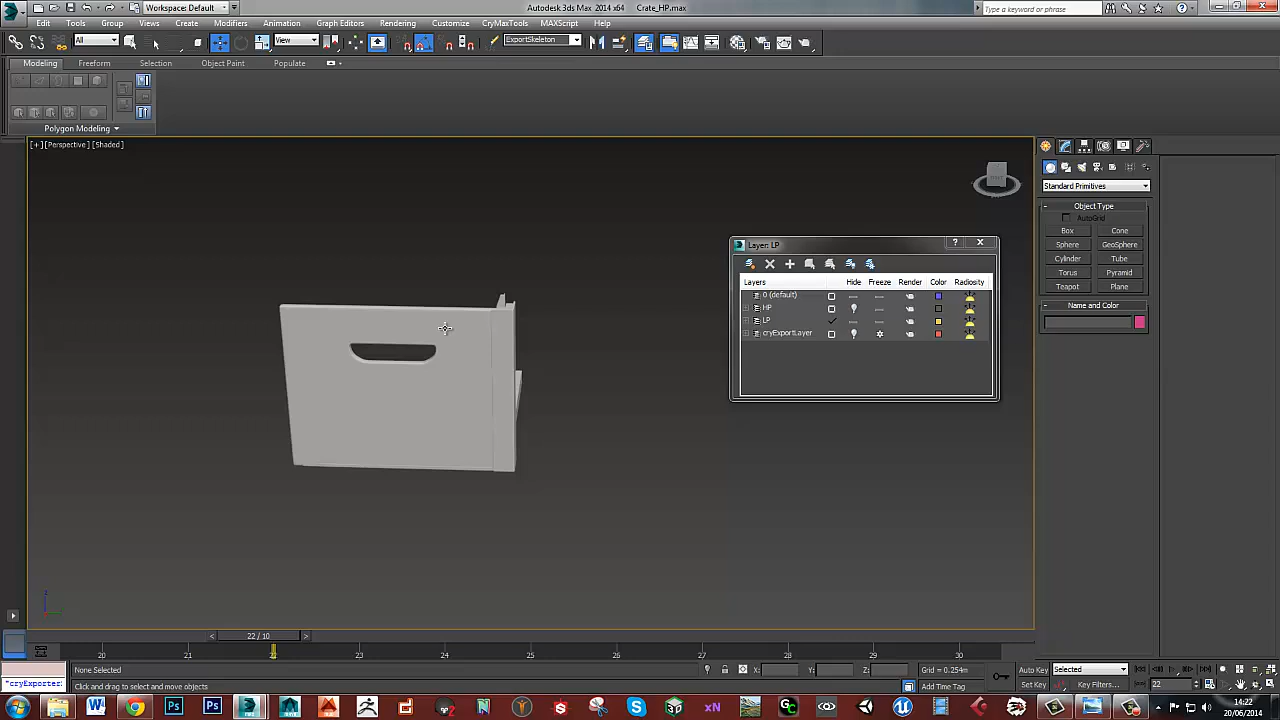 Workspace: Default
Autodesk 3ds Max 2014 x64
Crate_HP.max
Type a keyword or phrase
Edit Tools Group Views Create Modifiers Animation Graph Editors Rendering Customize CryMaxTools MAXScript Help
All
View
ExportSkeleton
Modeling Freeform Selection Object Paint Populate
Polygon Modeling
[+][Perspective][Shaded]
Standard Primitives
Object Type
AutoGrid
Box Cone
Sphere GeoSphere
Cylinder Tube
Torus Pyramid
Teapot Plane
Name and Color
Layer: LP
Layers Hide Freeze Render Color Radiosity
0 (default)
HP
LP
cryExportLayer
22 / 10
20 21 22 23 24 25 26 27 28 29 30
None Selected
X: Y: Z: Grid = 0.254m
Auto Key Selected
"cryExporter
Click and drag to select and move objects
Add Time Tag
Set Key Key Filters...
22
14:22
20/06/2014